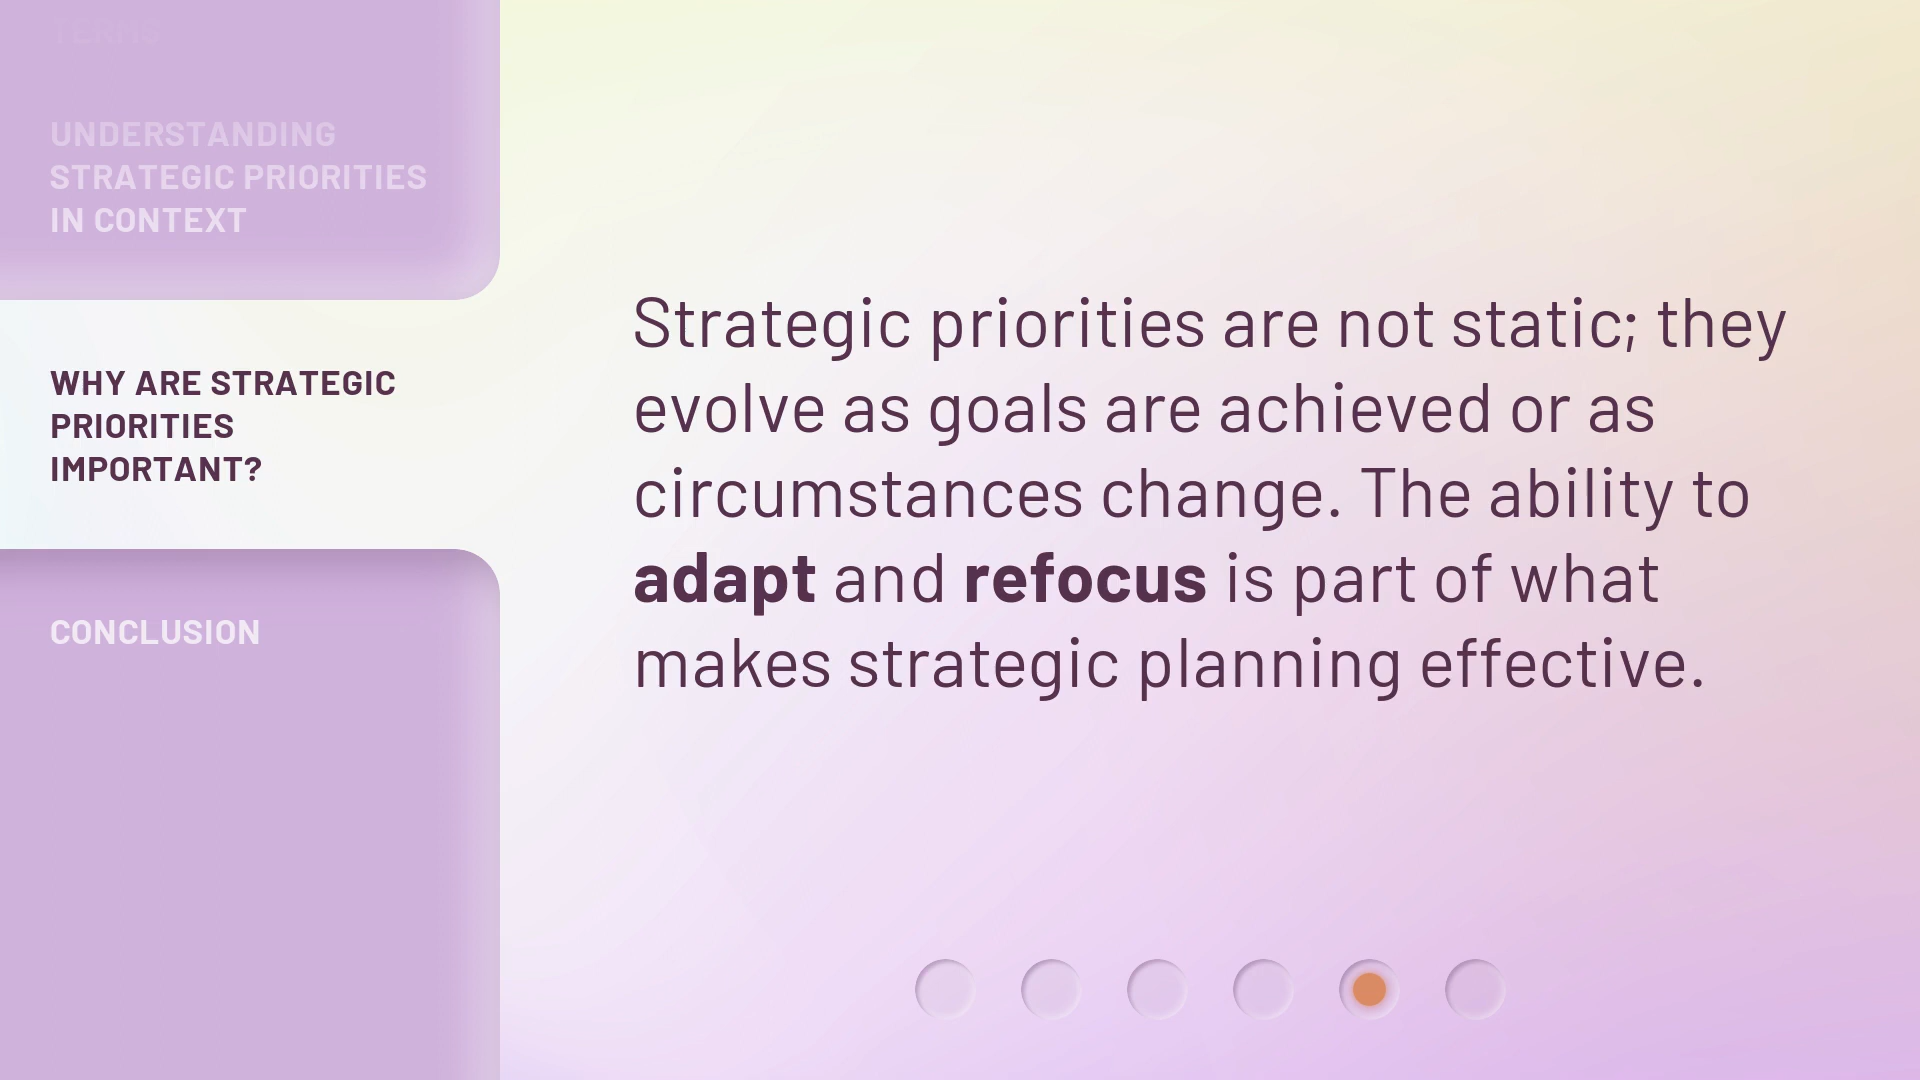 TERMS
UNDERSTANDING
STRATEGIC PRIORITIES
IN CONTEXT
WHY ARE STRATEGIC
PRIORITIES
IMPORTANT?
CONCLUSION
Strategic priorities are not static; they
evolve as goals are achieved or as
circumstances change. The ability to
adapt and refocus is part of what
makes strategic planning effective.